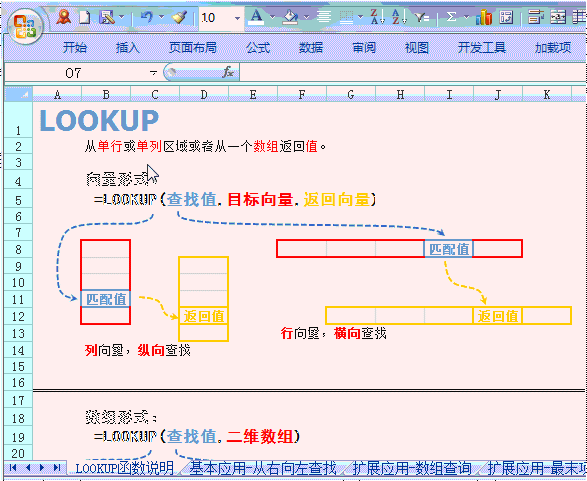 10
开始 插入 页面布局 公式 数据 审阅 视图 开发工具 加载项
O7 fx
A B C D E F G H I J K
1 LOOKUP
2 从单行或单列区域或者从一个数组返回值。
3
4 向量形式：
5 =LOOKUP(查找值,目标向量,返回向量)
6
7
8 匹配值
9
10
11 匹配值
12 返回值 返回值
13 行向量，横向查找
14 列向量，纵向查找
15
16
17
18 数组形式：
19 =LOOKUP(查找值,二维数组)
20
LOOKUP函数说明 基本应用-从右向左查找 扩展应用-数组查询 扩展应用-最末项